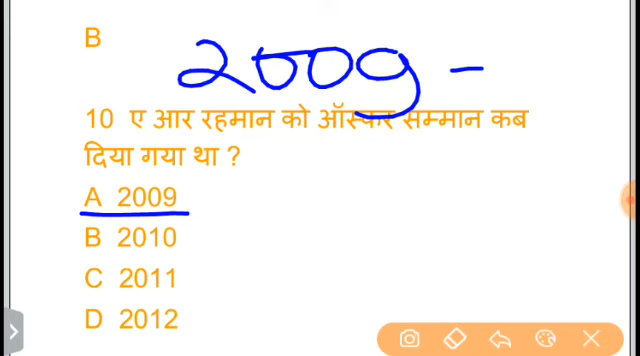 B
2009 -
10 ए आर रहमान को ऑस्कर सम्मान कब
दिया गया था ?
A 2009
B 2010
C 2011
D 2012